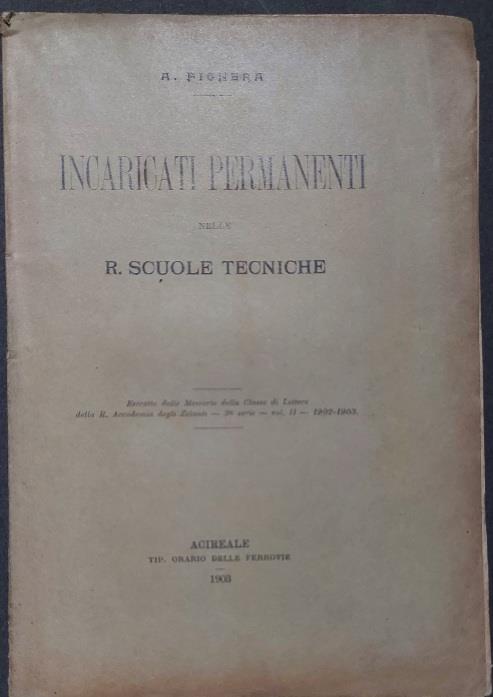 A. FICHERA
INCARICATI PERMANENTI
NELLE
R. SCUOLE TECNICHE
Estratto dalle Memorie della Classe di Lettere
della R. Accademia degli Zelanti — 3ª serie — vol. II — 1902-1903.
ACIREALE
TIP. ORARIO DELLE FERROVIE
1903